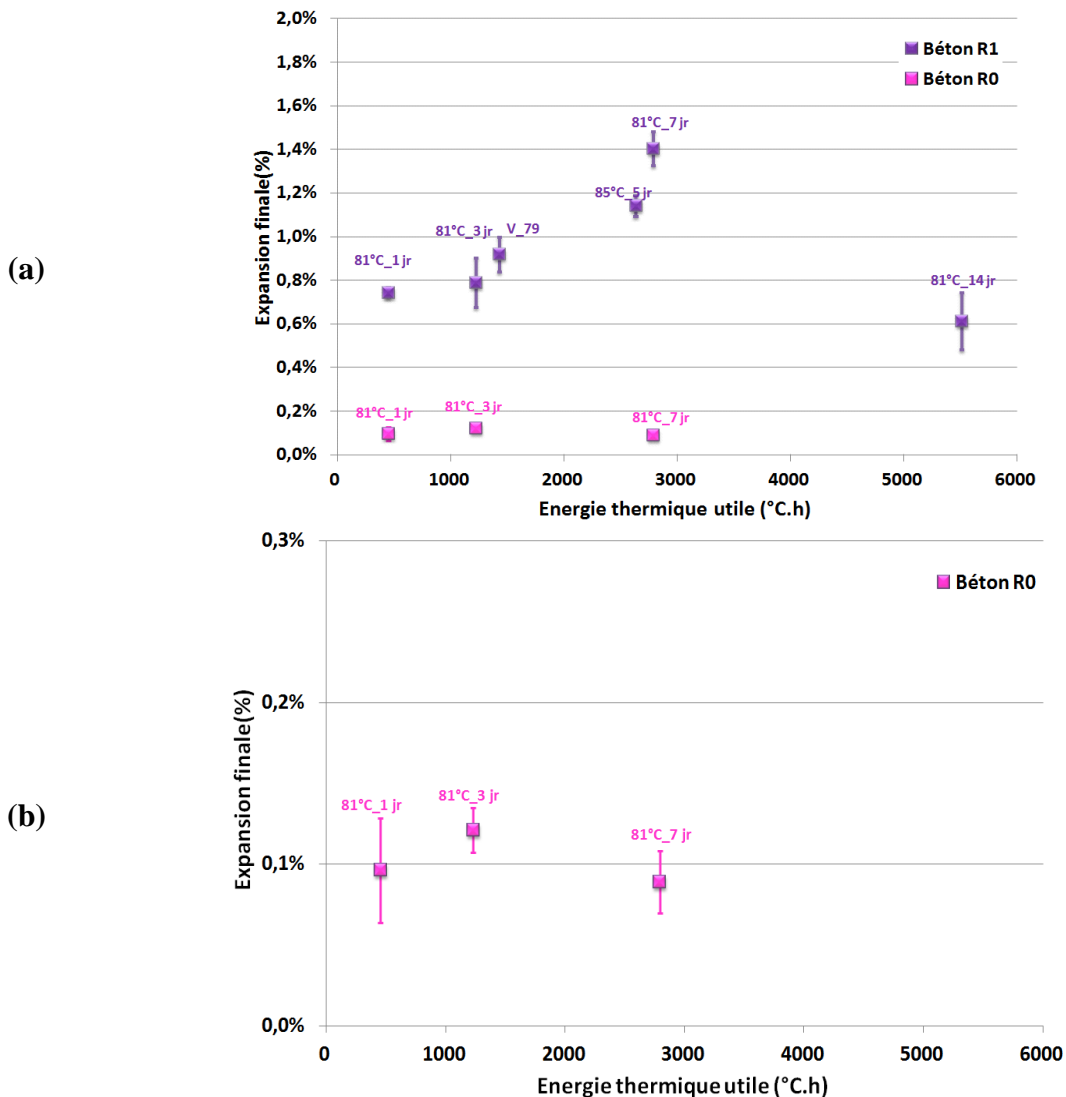 (a)
Expansion finale(%)
2,0%
1,8%
1,6%
1,4%
1,2%
1,0%
0,8%
0,6%
0,4%
0,2%
0,0%
Béton R1
Béton R0
81°C_7 jr
85°C_5 jr
81°C_3 jr
V_79
81°C_1 jr
81°C_14 jr
81°C_1 jr
81°C_3 jr
81°C_7 jr
0 1000 2000 3000 4000 5000 6000
Energie thermique utile (°C.h)
(b)
Expansion finale(%)
0,3%
0,2%
0,1%
0,0%
Béton R0
81°C_1 jr
81°C_3 jr
81°C_7 jr
0 1000 2000 3000 4000 5000 6000
Energie thermique utile (°C.h)